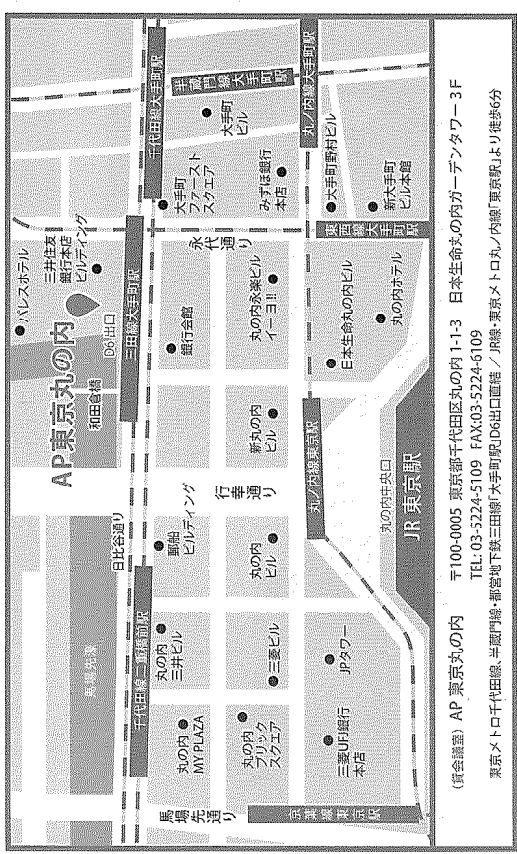 パレスホテル
三井住友
銀行本店
ビルディング
AP東京丸の内
和田倉橋
D6出口
馬場先濠
日比谷通り
千代田線大手町駅
三田線大手町駅
千代田線二重橋前駅
半蔵門線大手町駅
大手町
ファースト
スクエア
大手町
ビル
みずほ銀行
本店
永代通り
銀行会館
丸の内永楽ビル
イーヨ!!
新丸の内
ビル
行幸通り
郵船
ビルディング
丸の内
ビル
丸の内
三井ビル
三菱ビル
丸の内
MY PLAZA
丸の内
ブリック
スクエア
馬場先通り
丸ノ内線大手町駅
大手町野村ビル
新大手町
ビル本館
東西線大手町駅
日本生命丸の内ビル
丸の内ホテル
丸ノ内線東京駅
丸の内中央口
JR 東京駅
JPタワー
三菱UFJ銀行
本店
京葉線東京駅
(貸会議室) AP 東京丸の内 〒100-0005 東京都千代田区丸の内 1-1-3 日本生命丸の内ガーデンタワー 3F
TEL: 03-5224-5109 FAX:03-5224-6109
東京メトロ千代田線、半蔵門線・都営地下鉄三田線「大手町駅」D6出口直結 / JR線・東京メトロ丸ノ内線「東京駅」より徒歩6分